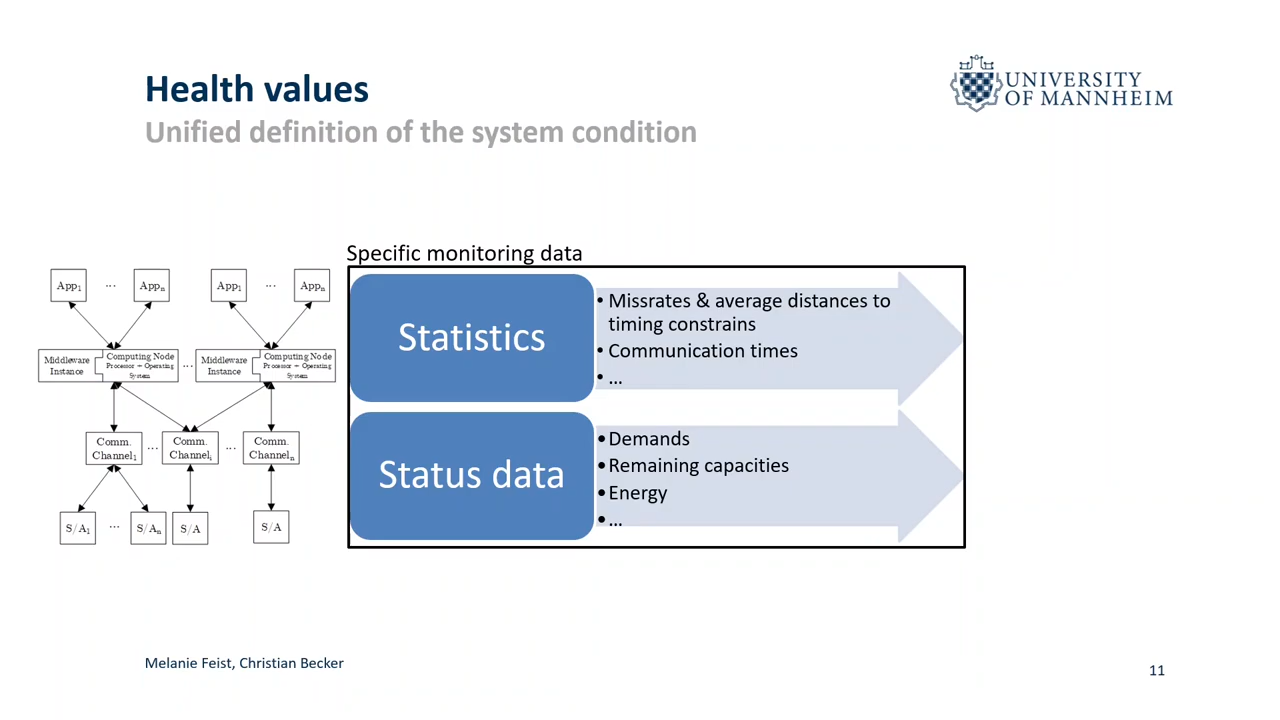 Health values
Unified definition of the system condition
UNIVERSITY
OF MANNHEIM
App1 ... Appn App1 ... Appn
Middleware
Instance
Computing Node
Processor + Operating
System
...
Middleware
Instance
Computing Node
Processor + Operating
System
Comm.
Channel1
...
Comm.
Channeli
...
Comm.
Channeln
S/A1 ... S/An S/A S/A
Specific monitoring data
Statistics
• Missrates & average distances to
timing constrains
• Communication times
• ...
Status data
• Demands
• Remaining capacities
• Energy
• ...
Melanie Feist, Christian Becker
11